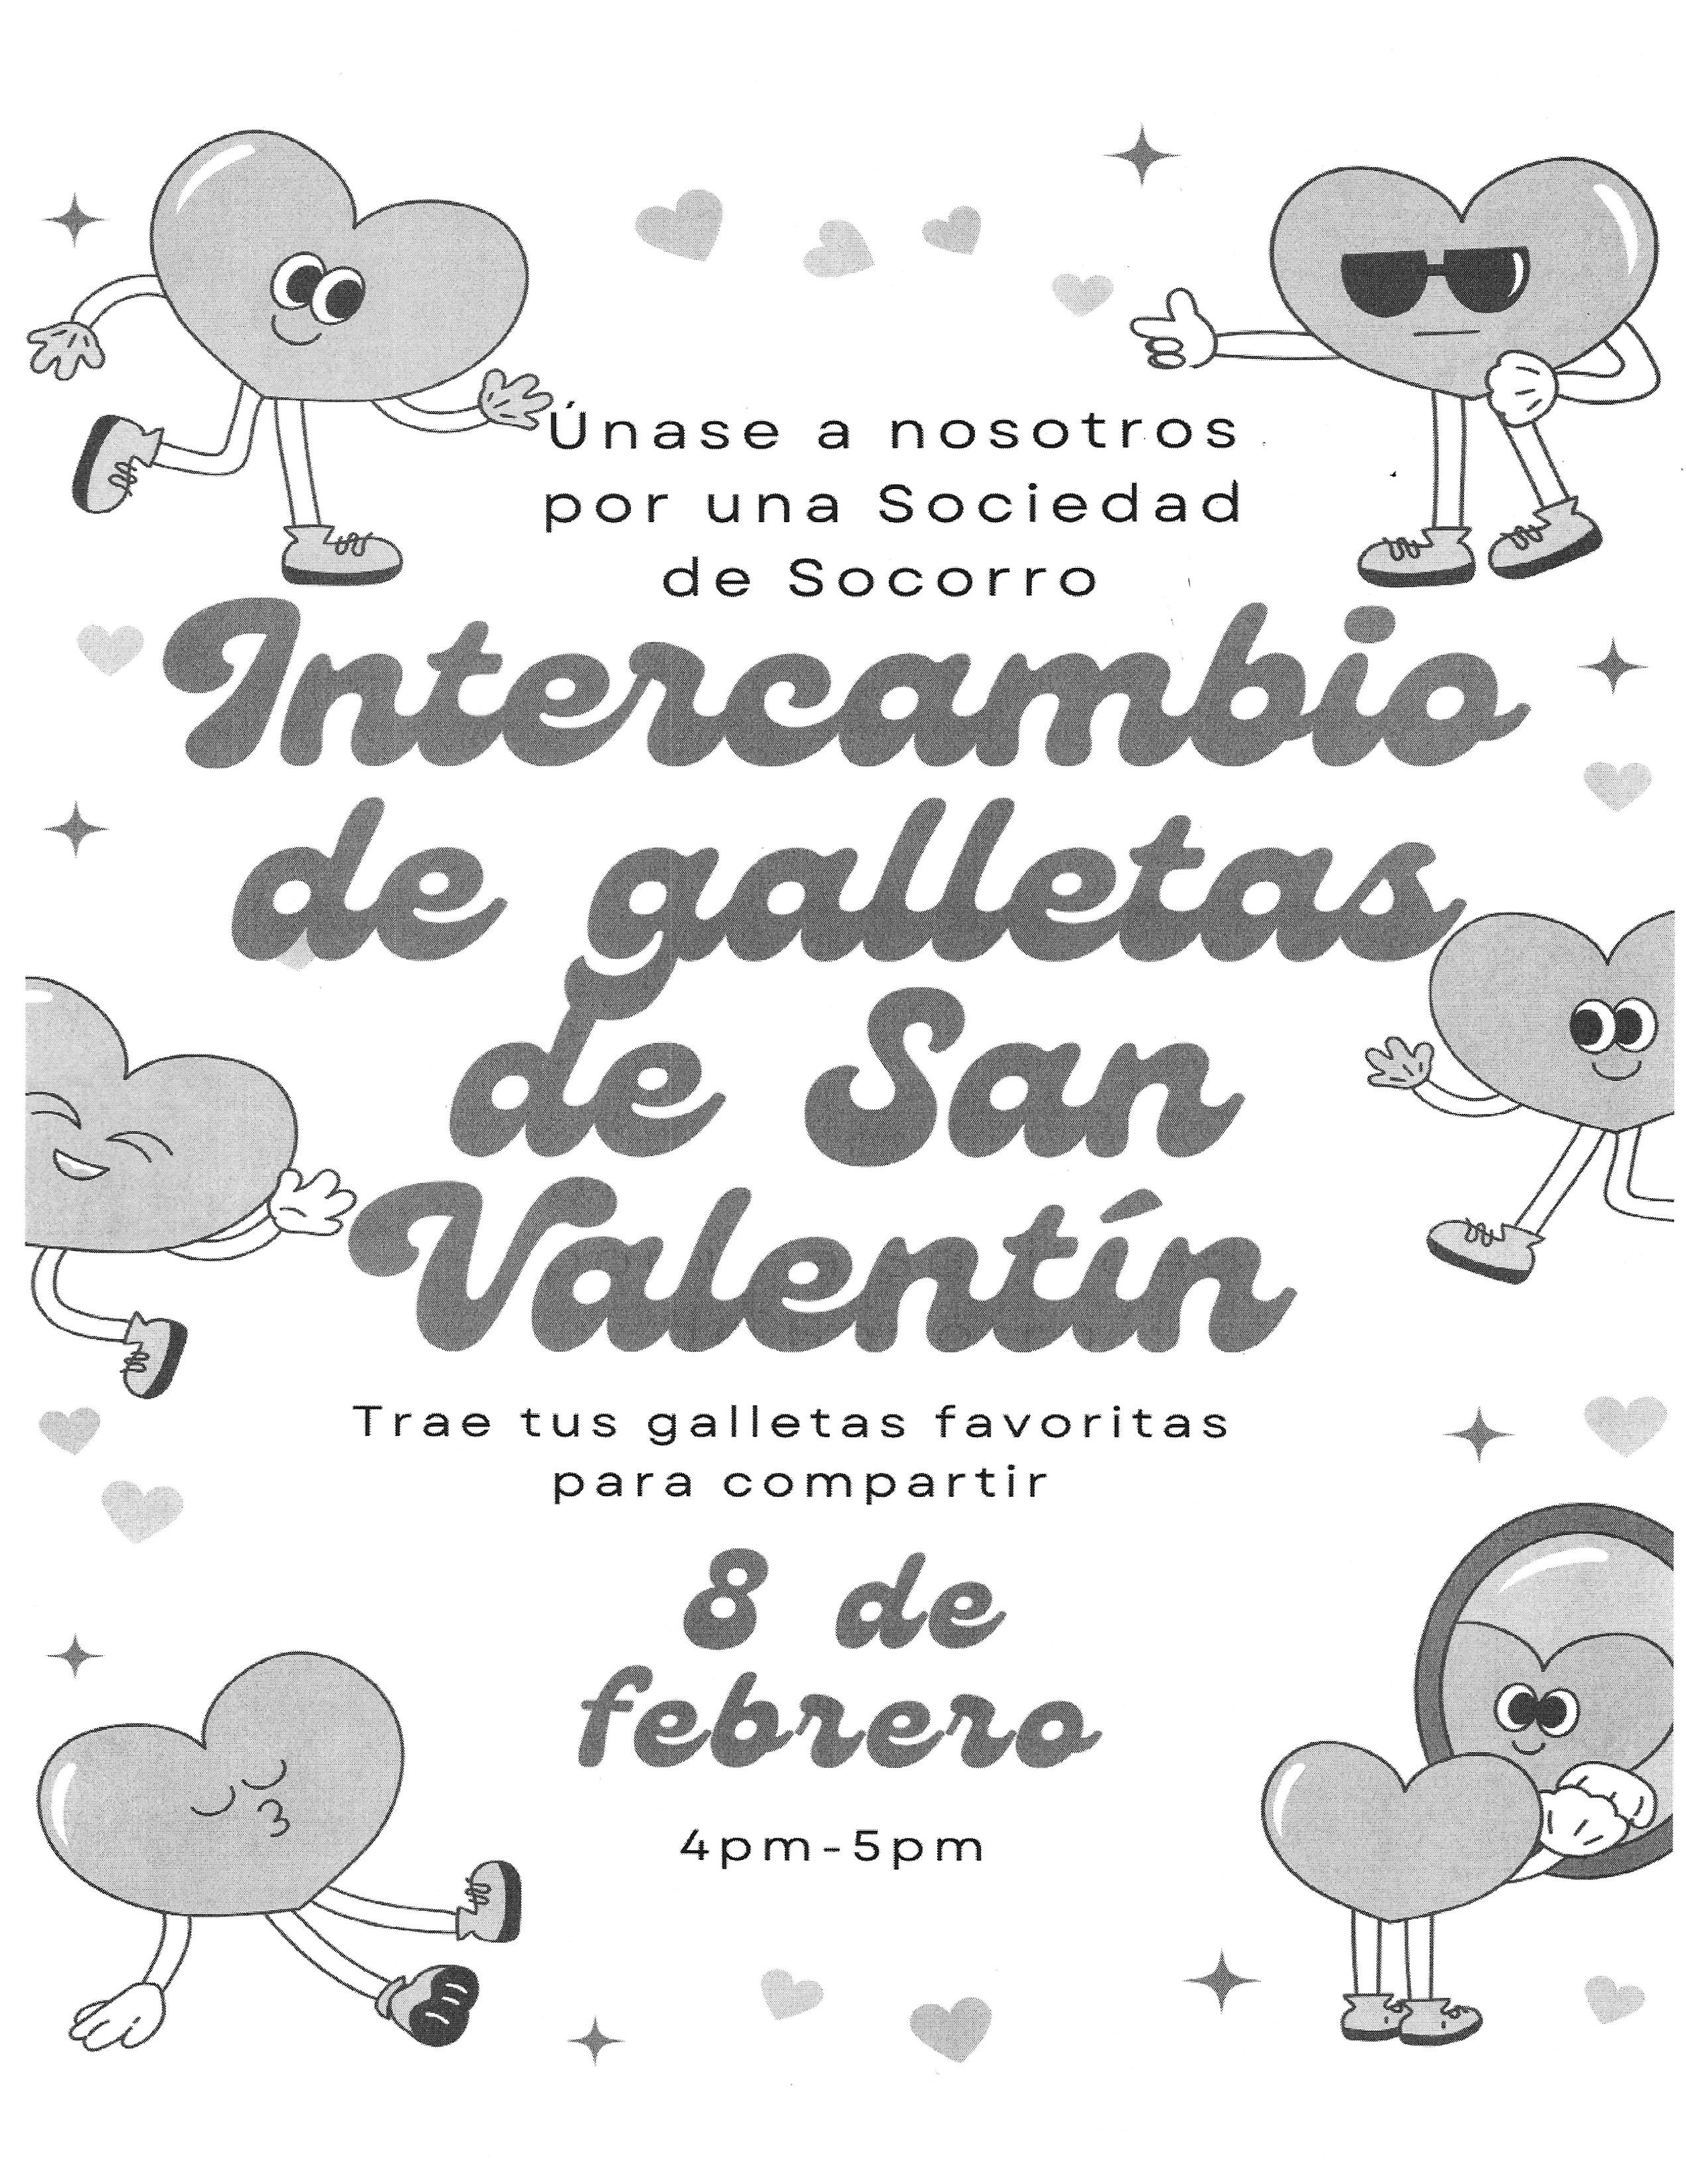 Únase a nosotros
por una Sociedad
de Socorro
Intercambio
de galletas
de San
Valentín
Trae tus galletas favoritas
para compartir
8 de
febrero
4pm-5pm